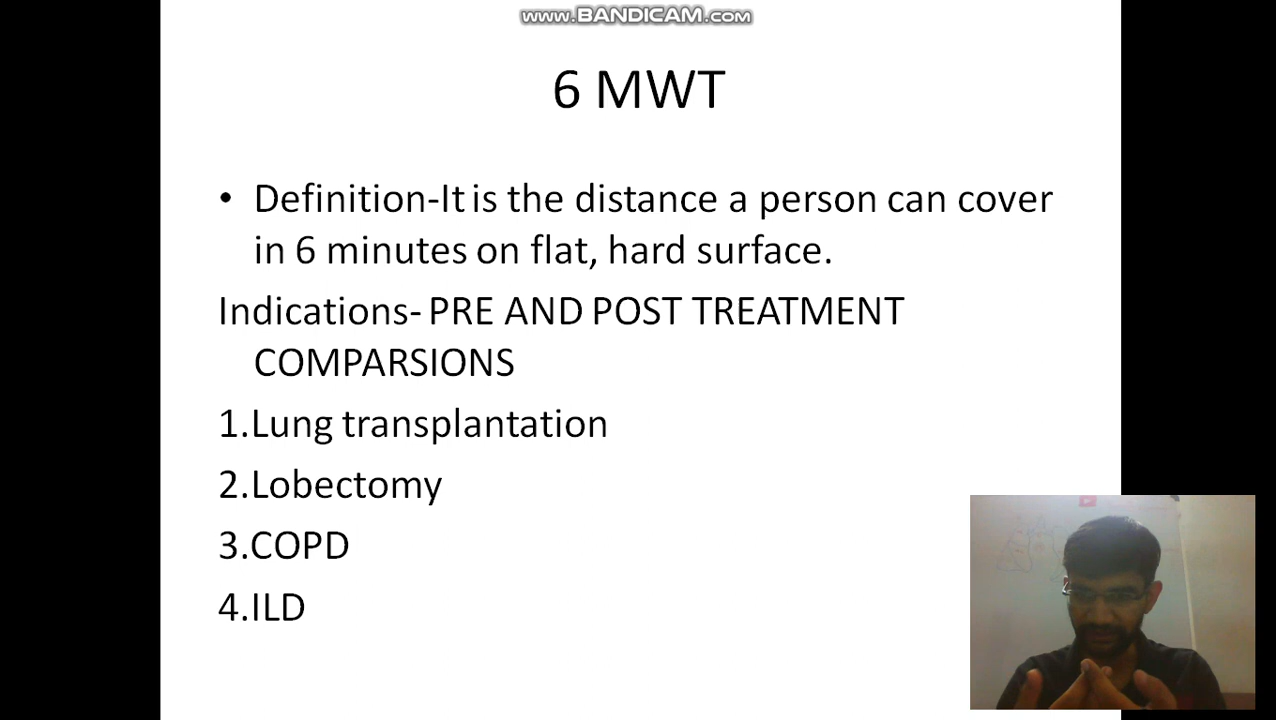 www.BANDICAM.com
6 MWT
• Definition-It is the distance a person can cover
in 6 minutes on flat, hard surface.
Indications- PRE AND POST TREATMENT
COMPARSIONS
1.Lung transplantation
2.Lobectomy
3.COPD
4.ILD